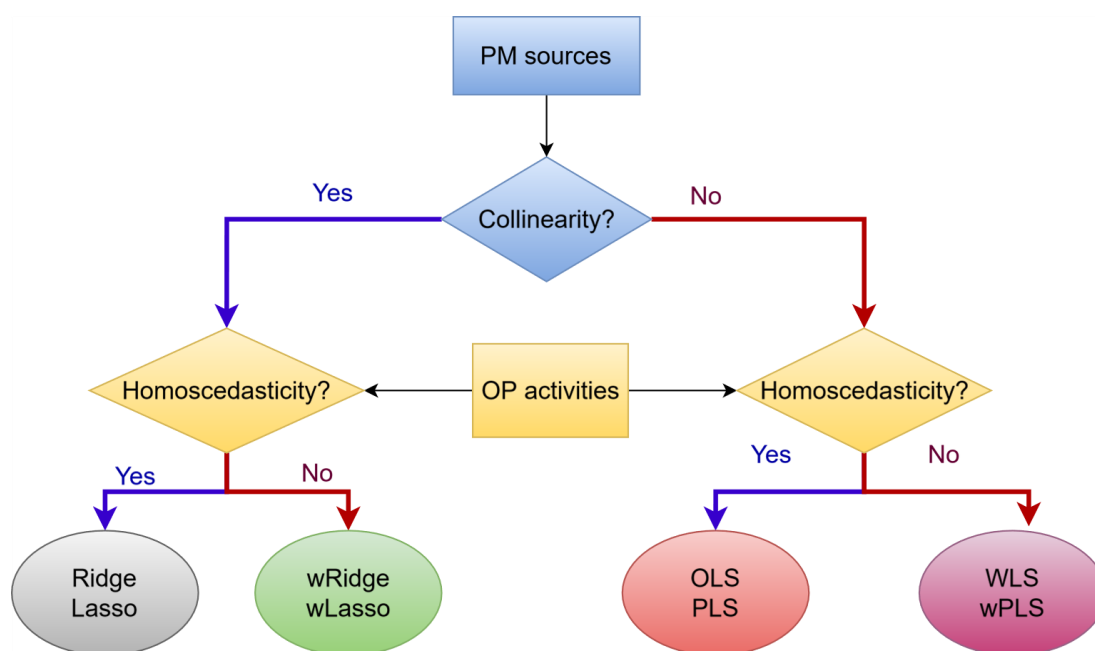 PM sources
Yes
No
Collinearity?
Homoscedasticity?
OP activities
Homoscedasticity?
Yes
No
Yes
No
Ridge
Lasso
wRidge
wLasso
OLS
PLS
WLS
wPLS